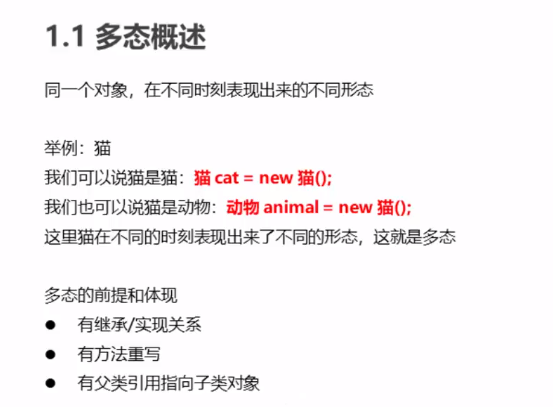 1.1 多态概述
同一个对象，在不同时刻表现出来的不同形态
举例：猫
我们可以说猫是猫：猫 cat = new 猫();
我们也可以说猫是动物：动物 animal = new 猫();
这里猫在不同的时刻表现出来了不同的形态，这就是多态
多态的前提和体现
● 有继承/实现关系
● 有方法重写
● 有父类引用指向子类对象